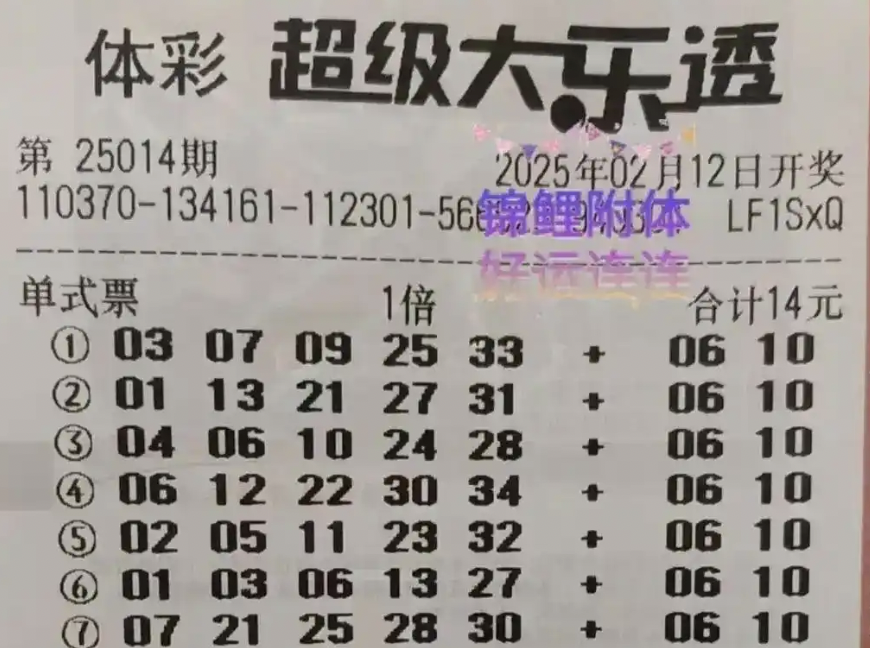 体彩 超级大乐透
第 25014期 2025年02月12日开奖
110370-134161-112301-56 LF1SxQ
锦鲤附体
好运连连
单式票 1倍 合计14元
① 03 07 09 25 33 + 06 10
② 01 13 21 27 31 + 06 10
③ 04 06 10 24 28 + 06 10
④ 06 12 22 30 34 + 06 10
⑤ 02 05 11 23 32 + 06 10
⑥ 01 03 06 13 27 + 06 10
⑦ 07 21 25 28 30 + 06 10